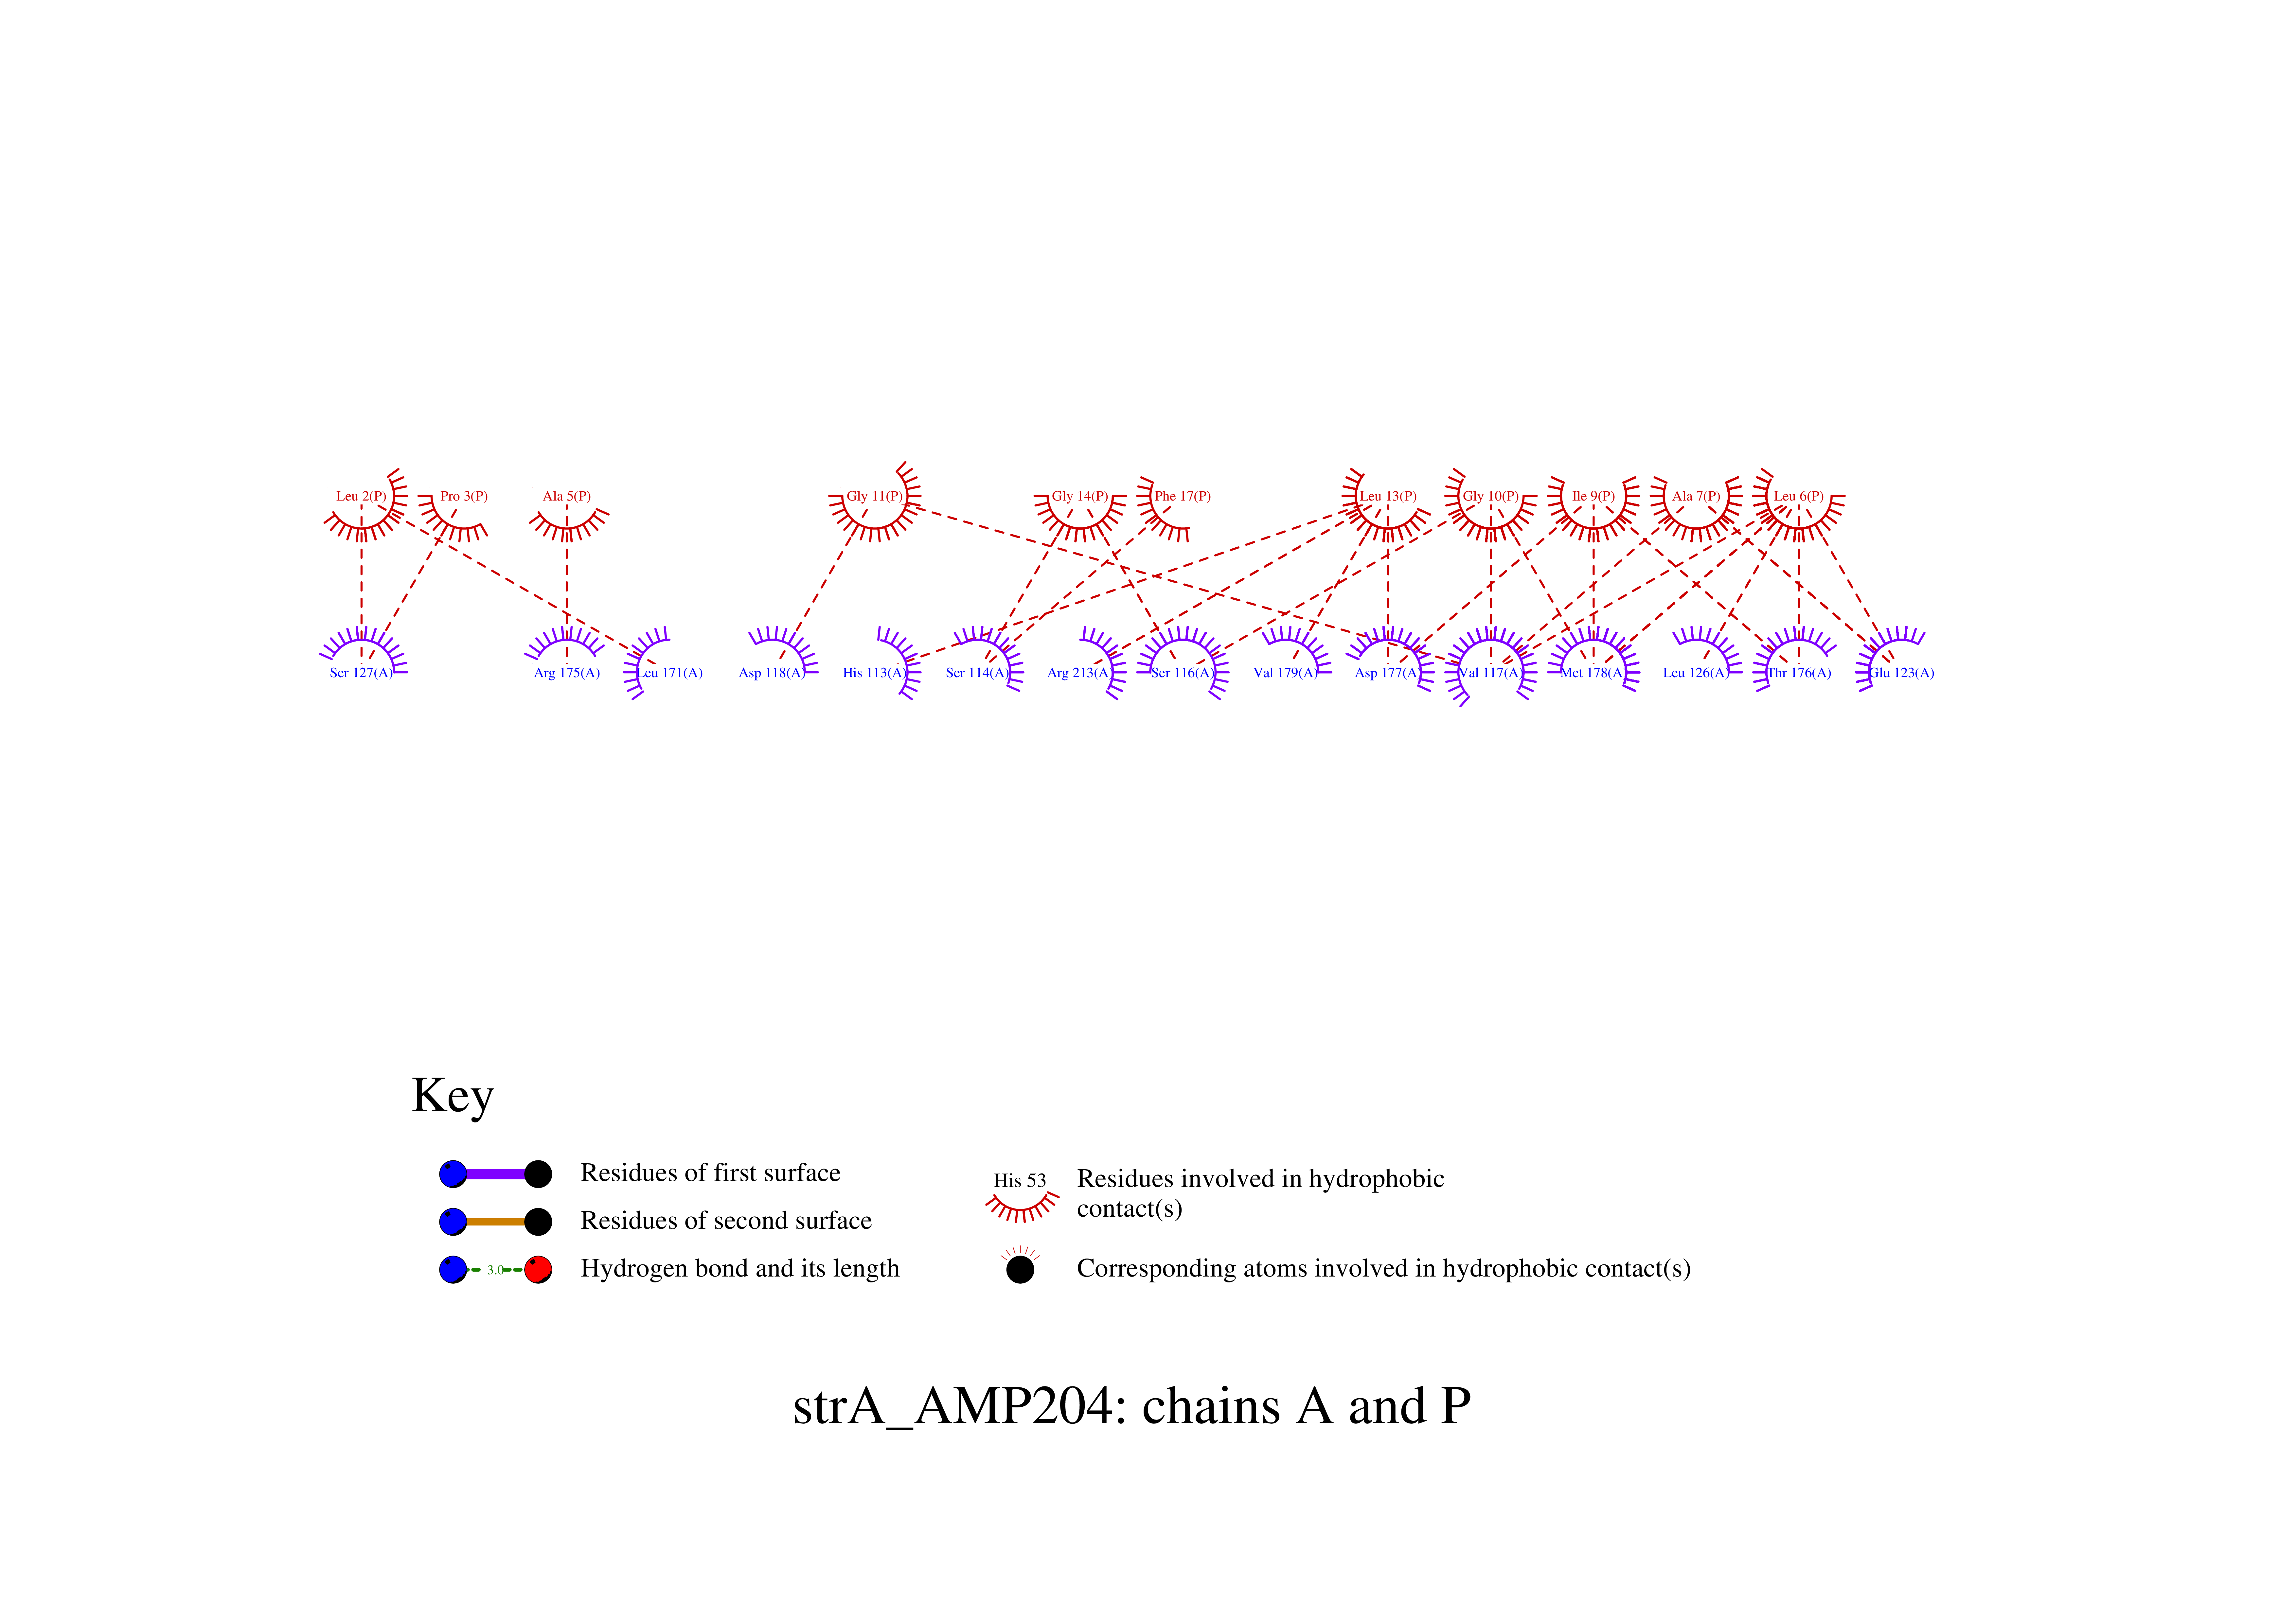 Leu 2(P) Pro 3(P) Ala 5(P) Gly 11(P) Gly 14(P) Phe 17(P) Leu 13(P) Gly 10(P) Ile 9(P) Ala 7(P) Leu 6(P)
Ser 127(A) Arg 175(A) Leu 171(A) Asp 118(A) His 113(A) Ser 114(A) Arg 213(A) Ser 116(A) Val 179(A) Asp 177(A) Val 117(A) Met 178(A) Leu 126(A) Thr 176(A) Glu 123(A)
Key
Residues of first surface
Residues of second surface
3.0 Hydrogen bond and its length
His 53 Residues involved in hydrophobic
contact(s)
Corresponding atoms involved in hydrophobic contact(s)
strA_AMP204: chains A and P